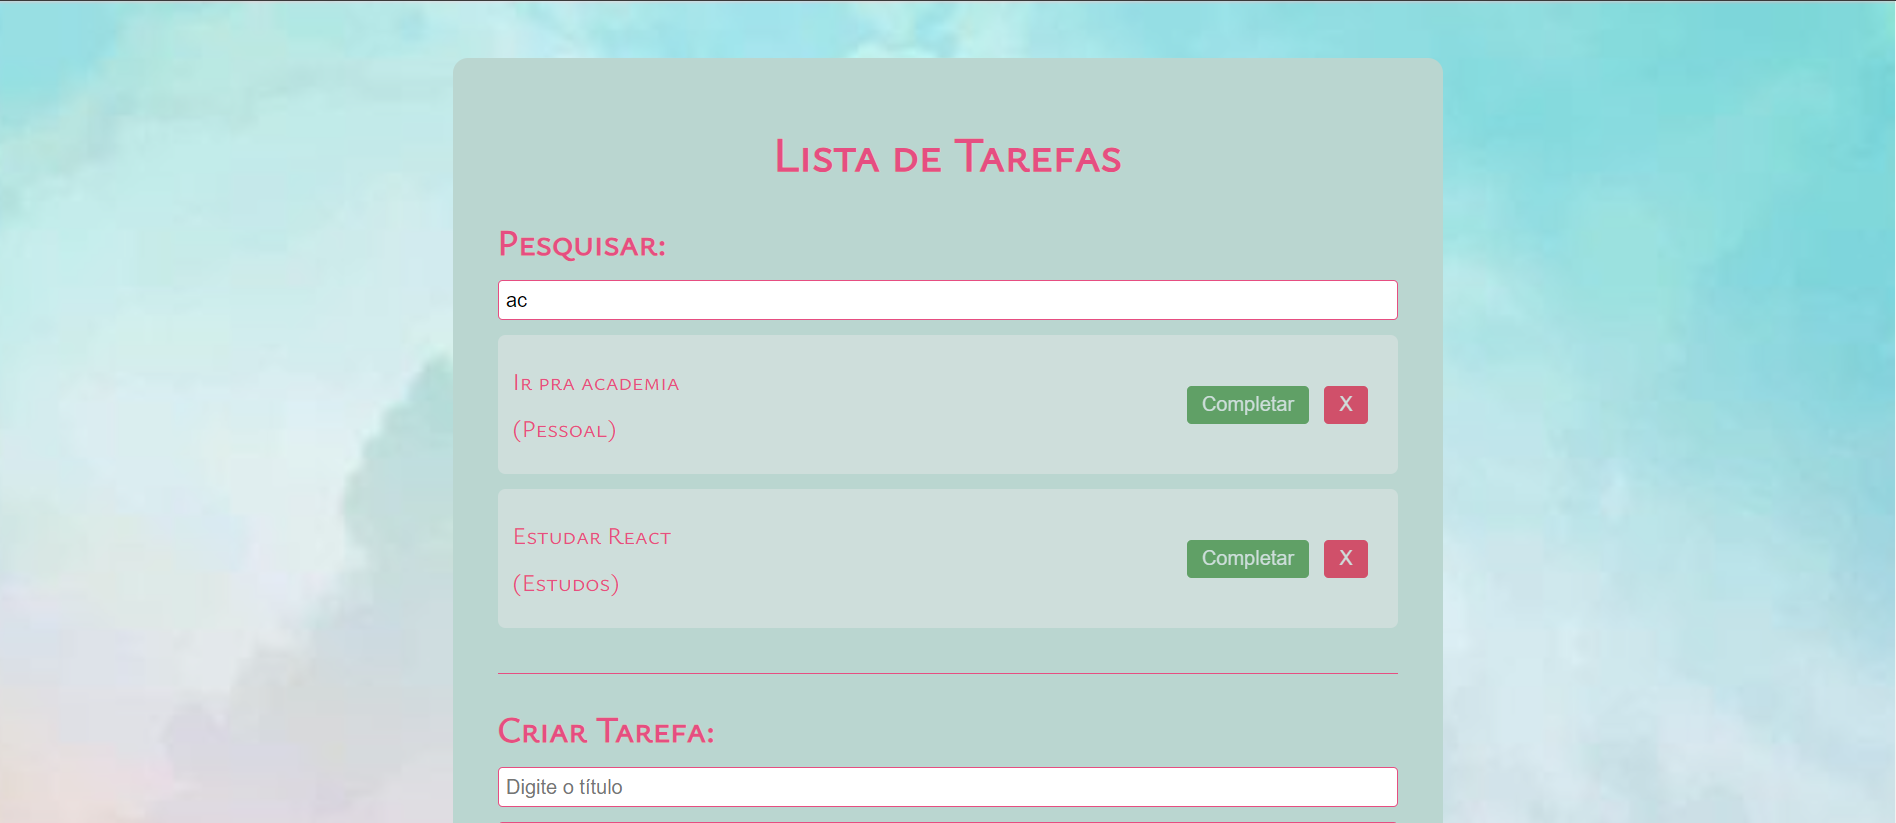 Lista de Tarefas
Pesquisar:
ac
Ir pra academia
(Pessoal)
Completar X
Estudar React
(Estudos)
Completar X
Criar Tarefa:
Digite o título